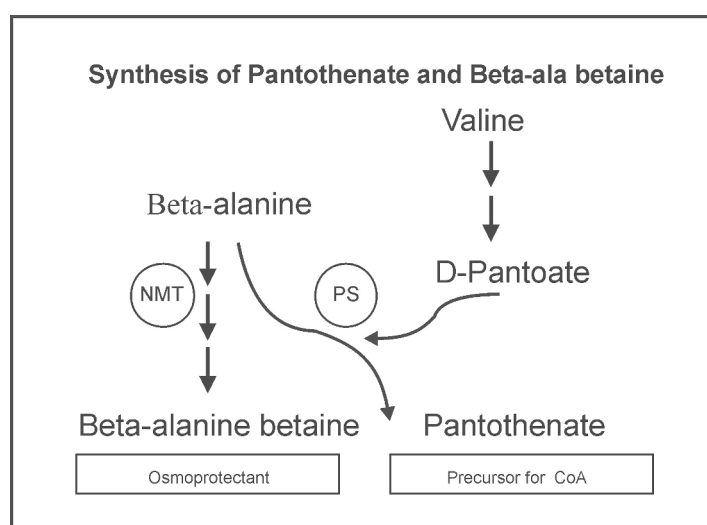 Synthesis of Pantothenate and Beta-ala betaine
Valine
Beta-alanine
D-Pantoate
NMT
PS
Beta-alanine betaine
Pantothenate
Osmoprotectant
Precursor for CoA